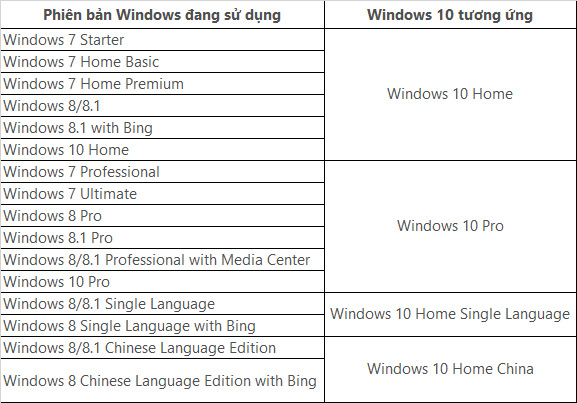 Phiên bản Windows đang sử dụng
Windows 10 tương ứng
Windows 7 Starter
Windows 7 Home Basic
Windows 7 Home Premium
Windows 8/8.1
Windows 8.1 with Bing
Windows 10 Home
Windows 10 Home
Windows 7 Professional
Windows 7 Ultimate
Windows 8 Pro
Windows 8.1 Pro
Windows 8/8.1 Professional with Media Center
Windows 10 Pro
Windows 10 Pro
Windows 8/8.1 Single Language
Windows 8 Single Language with Bing
Windows 10 Home Single Language
Windows 8/8.1 Chinese Language Edition
Windows 8 Chinese Language Edition with Bing
Windows 10 Home China